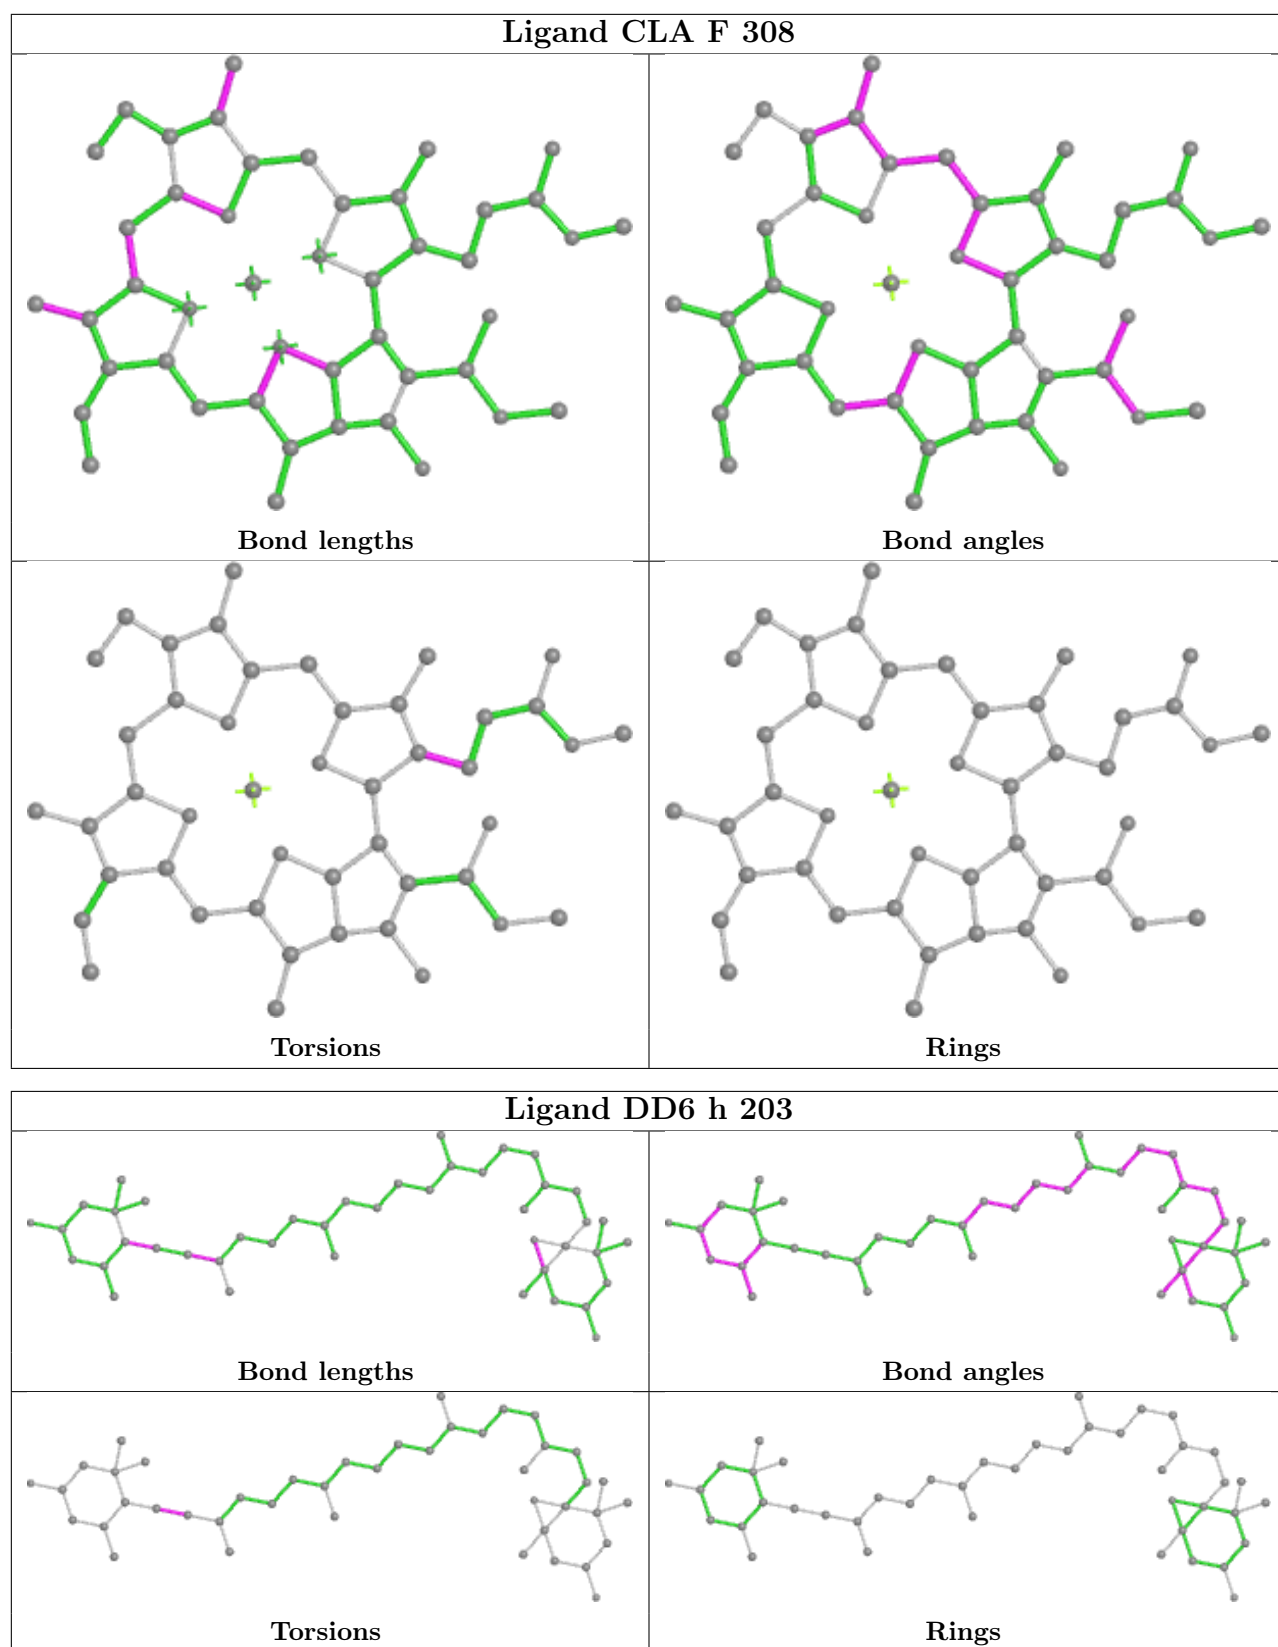 Ligand CLA F 308
Bond lengths
Bond angles
Torsions
Rings
Ligand DD6 h 203
Bond lengths
Bond angles
Torsions
Rings